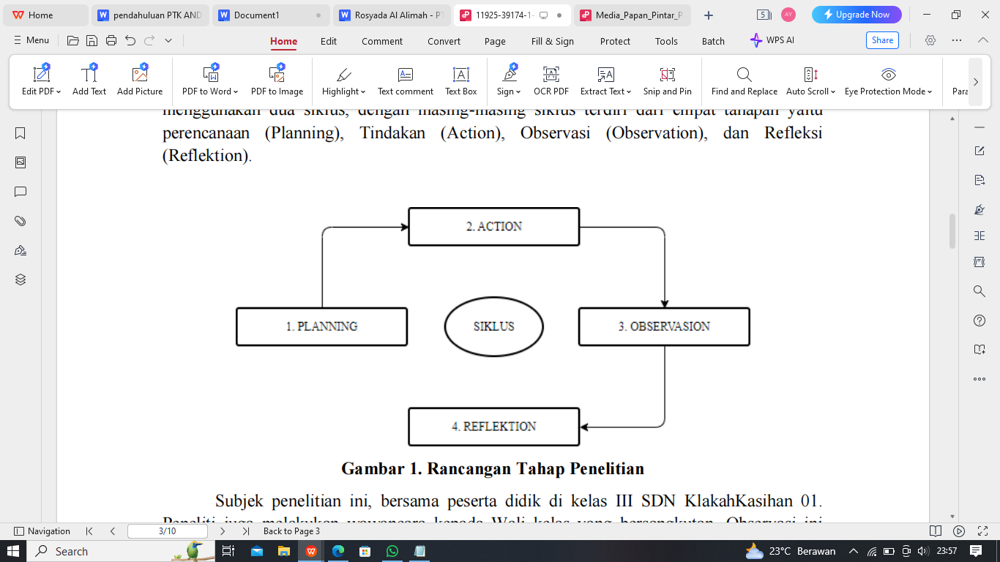 Home
pendahuluan PTK AND
Document1
Rosyada Al Alimah - PT
11925-39174-1-
Media_Papan_Pintar_P
5
AY
Upgrade Now
Menu
Home
Edit
Comment
Convert
Page
Fill & Sign
Protect
Tools
Batch
WPS AI
Share
Edit PDF
Add Text
Add Picture
PDF to Word
PDF to Image
Highlight
Text comment
Text Box
Sign
OCR PDF
Extract Text
Snip and Pin
Find and Replace
Auto Scroll
Eye Protection Mode
Para
menggunakan dua siklus, dengan masing-masing siklus terdiri dari empat tahapan yaitu
perencanaan (Planning), Tindakan (Action), Observasi (Observation), dan Refleksi
(Reflektion).
2. ACTION
1. PLANNING
SIKLUS
3. OBSERVASION
4. REFLEKTION
Gambar 1. Rancangan Tahap Penelitian
Subjek penelitian ini, bersama peserta didik di kelas III SDN KlakahKasihan 01.
Peneliti juga melakukan wawancara kepada Wali kelas yang bersangkutan. Observasi ini
Navigation
3/10
Back to Page 3
Search
23°C Berawan
23:57